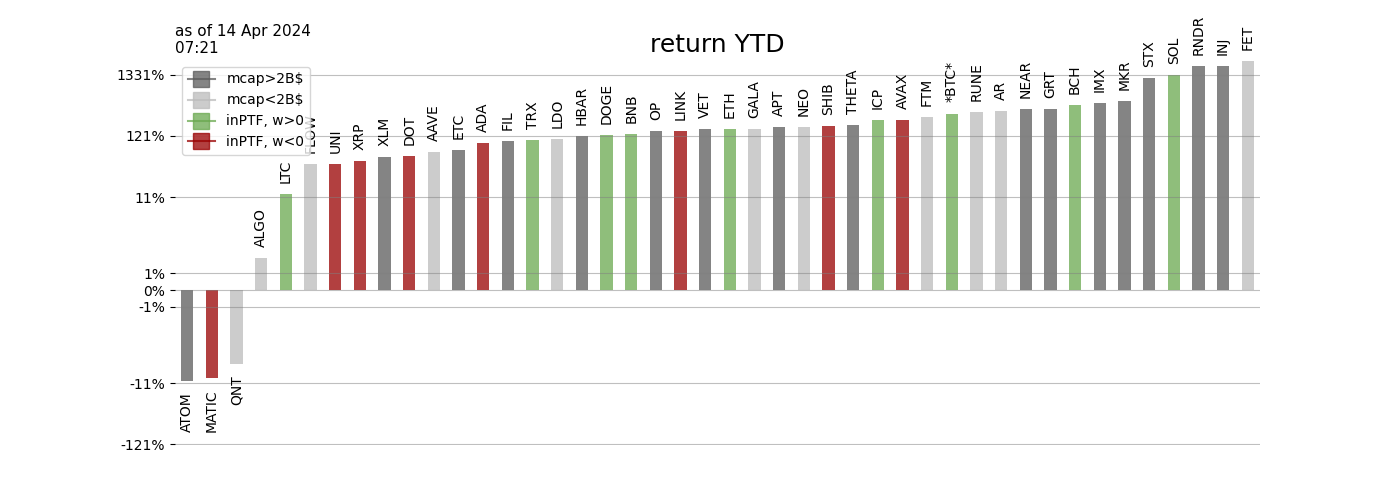 as of 14 Apr 2024
07:21
return YTD
mcap>2B$
mcap<2B$
inPTF, w>0
inPTF, w<0
1331%
121%
11%
1%
0%
-1%
-11%
-121%
ATOM
MATIC
QNT
ALGO
LTC
FLOW
UNI
XRP
XLM
DOT
AAVE
ETC
ADA
FIL
TRX
LDO
HBAR
DOGE
BNB
OP
LINK
VET
ETH
GALA
APT
NEO
SHIB
THETA
ICP
AVAX
FTM
*BTC*
RUNE
AR
NEAR
GRT
BCH
IMX
MKR
STX
SOL
RNDR
INJ
FET